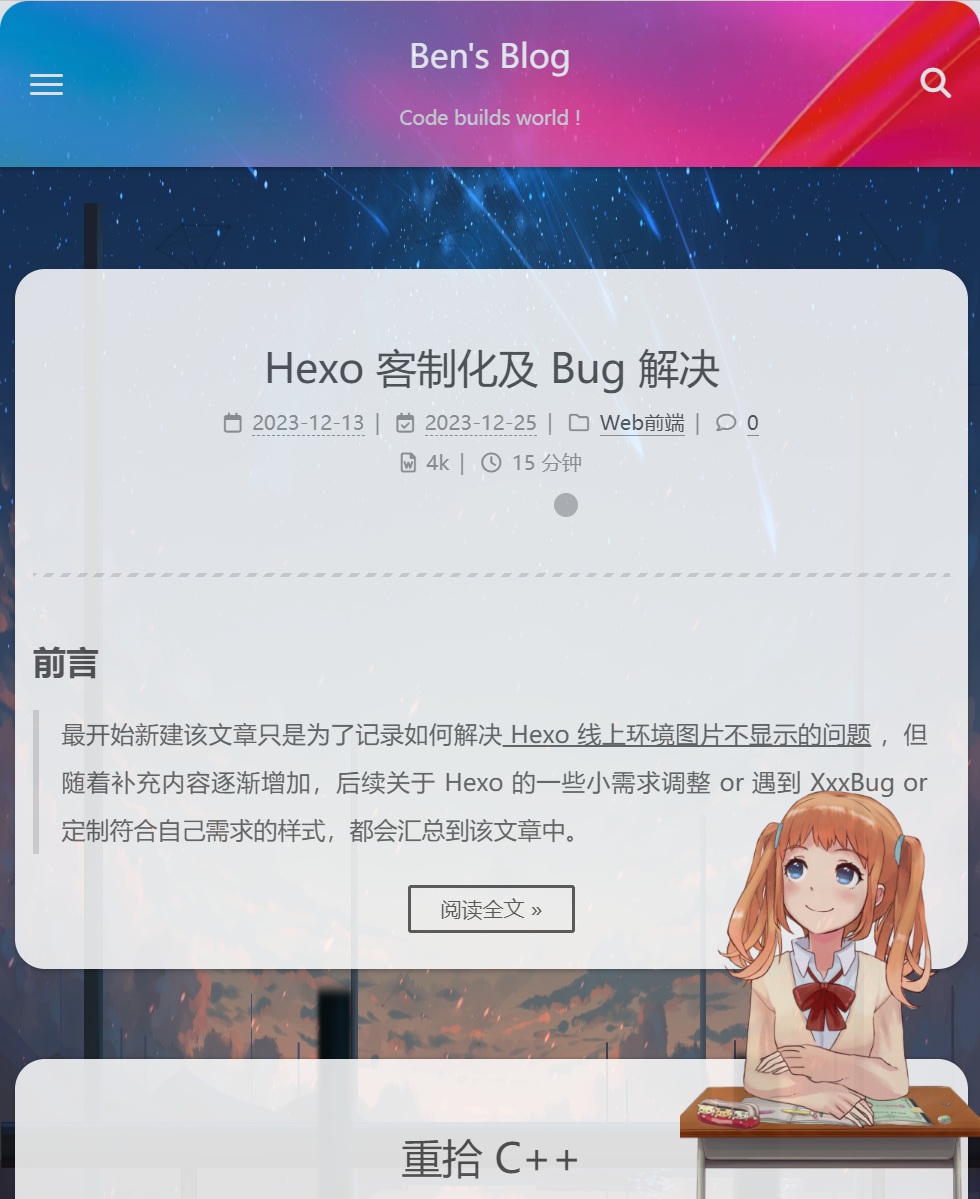 Ben's Blog
Code builds world !
Hexo 客制化及 Bug 解决
2023-12-13 | 2023-12-25 | Web前端 | 0
4k | 15 分钟
前言
最开始新建该文章只是为了记录如何解决 Hexo 线上环境图片不显示的问题 ，但
随着补充内容逐渐增加，后续关于 Hexo 的一些小需求调整 or 遇到 XxxBug or
定制符合自己需求的样式，都会汇总到该文章中。
阅读全文 »
重拾 C++